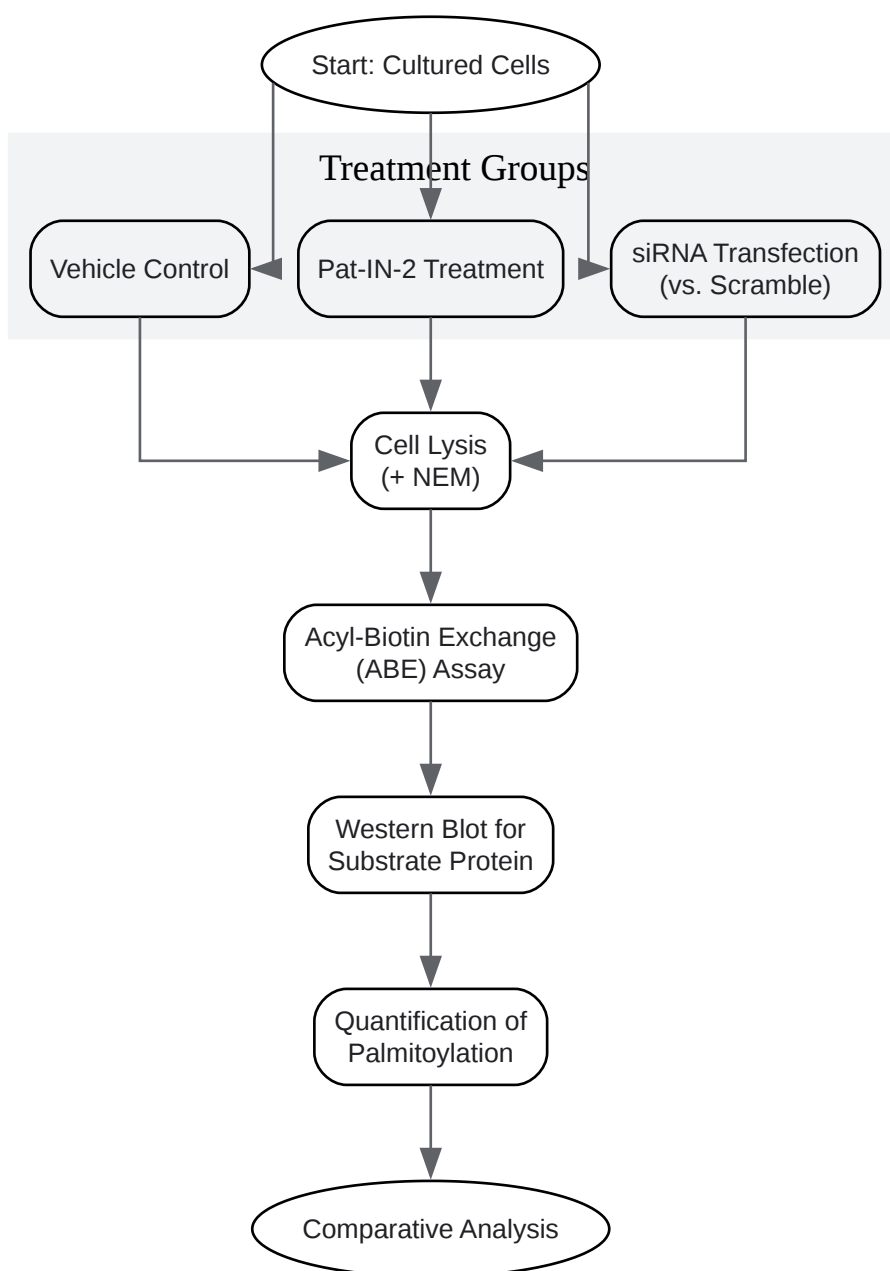 Start: Cultured Cells
Treatment Groups
Vehicle Control
Pat-IN-2 Treatment
siRNA Transfection
(vs. Scramble)
Cell Lysis
(+ NEM)
Acyl-Biotin Exchange
(ABE) Assay
Western Blot for
Substrate Protein
Quantification of
Palmitoylation
Comparative Analysis